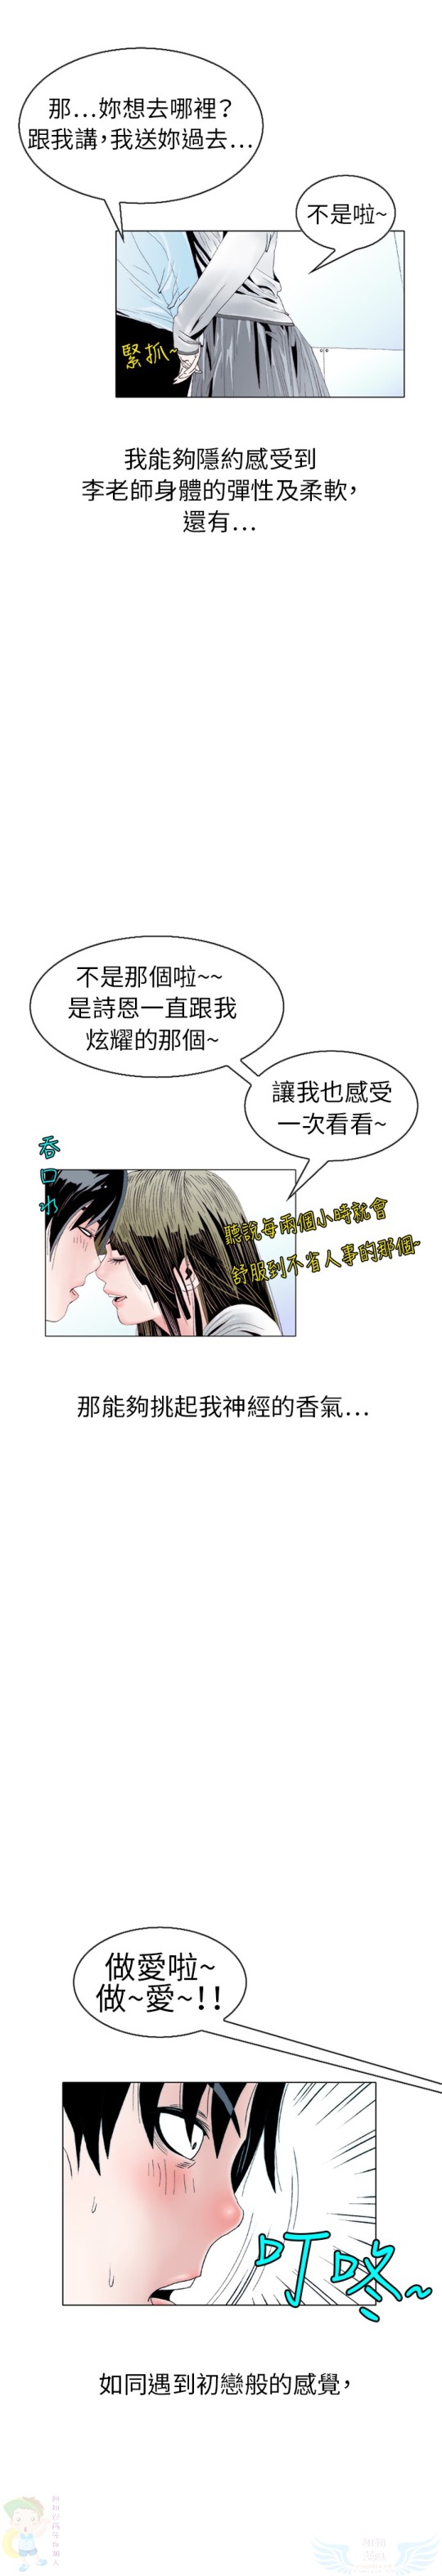 那...妳想去哪裡?
跟我講,我送妳過去...
不是啦~
緊抓~
我能夠隱約感受到
李老師身體的彈性及柔軟,
還有...
不是那個啦~~
是詩恩一直跟我
炫耀的那個~
讓我也感受
一次看看~
吞口水
聽說每兩個小時就會
舒服到不省人事的那個~
那能夠挑起我神經的香氣...
做愛啦~
做~愛~!!
叮咚~
如同遇到初戀般的感覺,